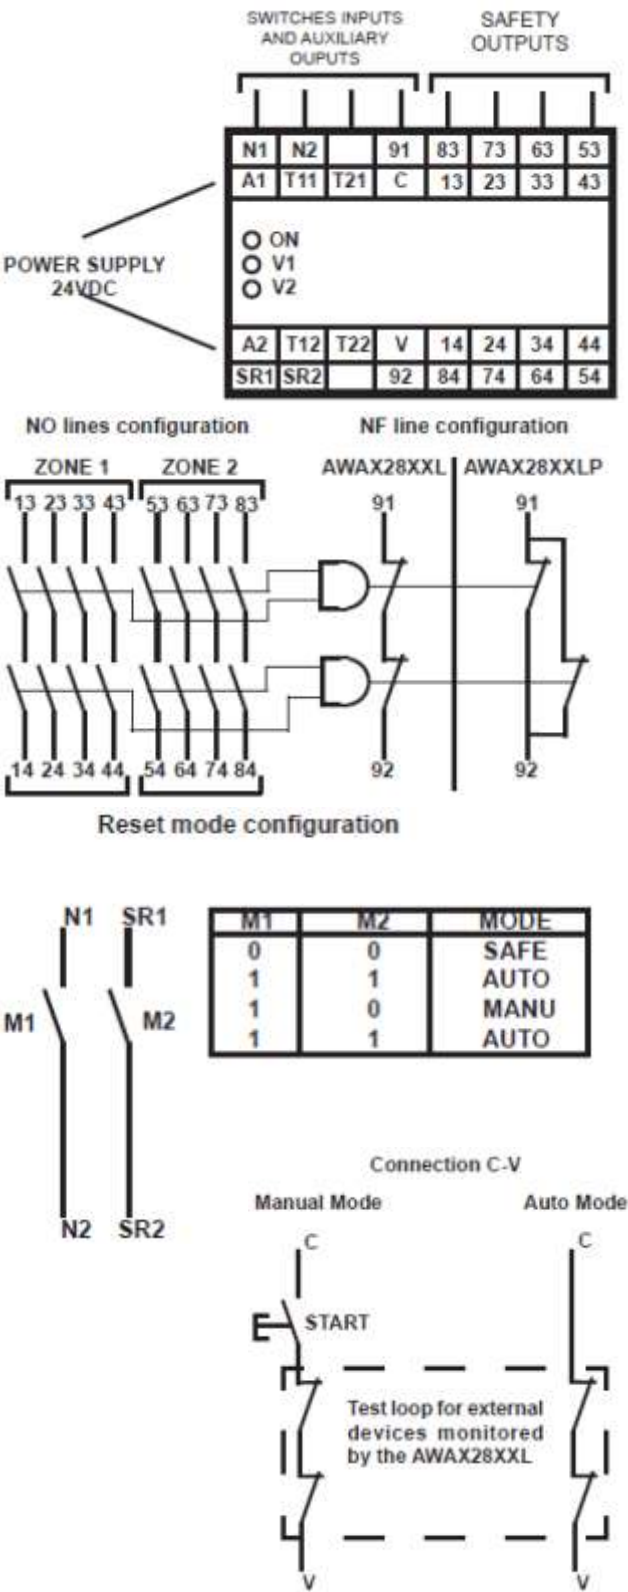 SWITCHES INPUTS
AND AUXILIARY
OUPUTS
SAFETY
OUTPUTS
N1 N2 91 83 73 63 53
A1 T11 T21 C 13 23 33 43
ON
V1
V2
POWER SUPPLY
24VDC
A2 T12 T22 V 14 24 34 44
SR1 SR2 92 84 74 64 54
NO lines configuration
NF line configuration
ZONE 1 ZONE 2
AWAX28XXL AWAX28XXLP
13 23 33 43 53 63 73 83
91 91
14 24 34 44 54 64 74 84
92 92
Reset mode configuration
N1 SR1
M1 M2
N2 SR2
M1 M2 MODE
0 0 SAFE
1 1 AUTO
1 0 MANU
1 1 AUTO
Connection C-V
Manual Mode Auto Mode
C C
START
Test loop for external
devices monitored
by the AWAX28XXL
V V